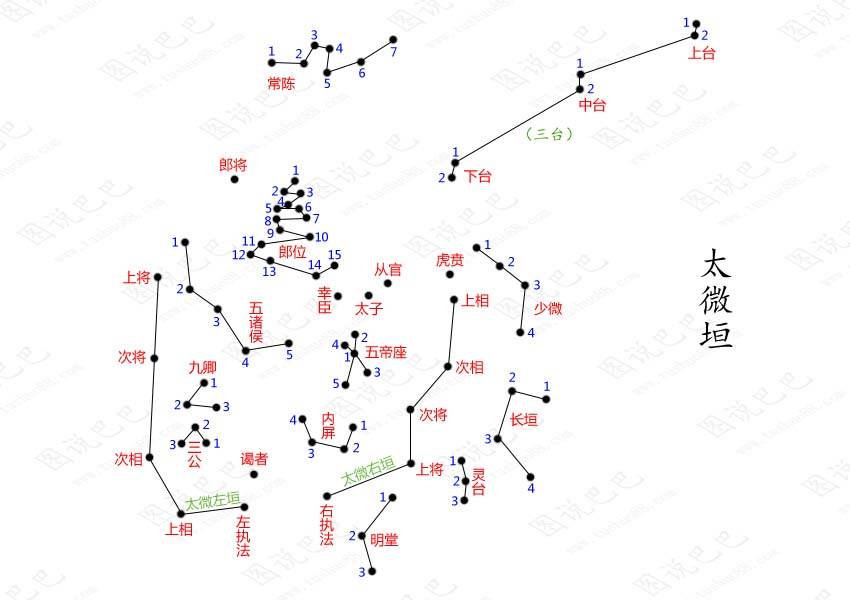 1
2
3
4
5
6
7
常陈
1
2
上台
1
2
中台
(三台)
1
2
下台
郎将
1
2
3
4
5
6
7
8
9
10
11
12
13
14
15
郎位
太微垣
1
2
3
4
5
五诸侯
上将
次将
次相
上相
太微左垣
左执法
幸臣
太子
从官
虎贲
1
2
3
4
少微
上相
次相
次将
上将
太微右垣
右执法
1
2
3
4
5
五帝座
九卿
1
2
3
三公
1
2
3
谒者
内屏
1
2
3
4
1
2
3
4
长垣
1
2
3
灵台
1
2
3
明堂
图说巴巴
www.tushu88.com